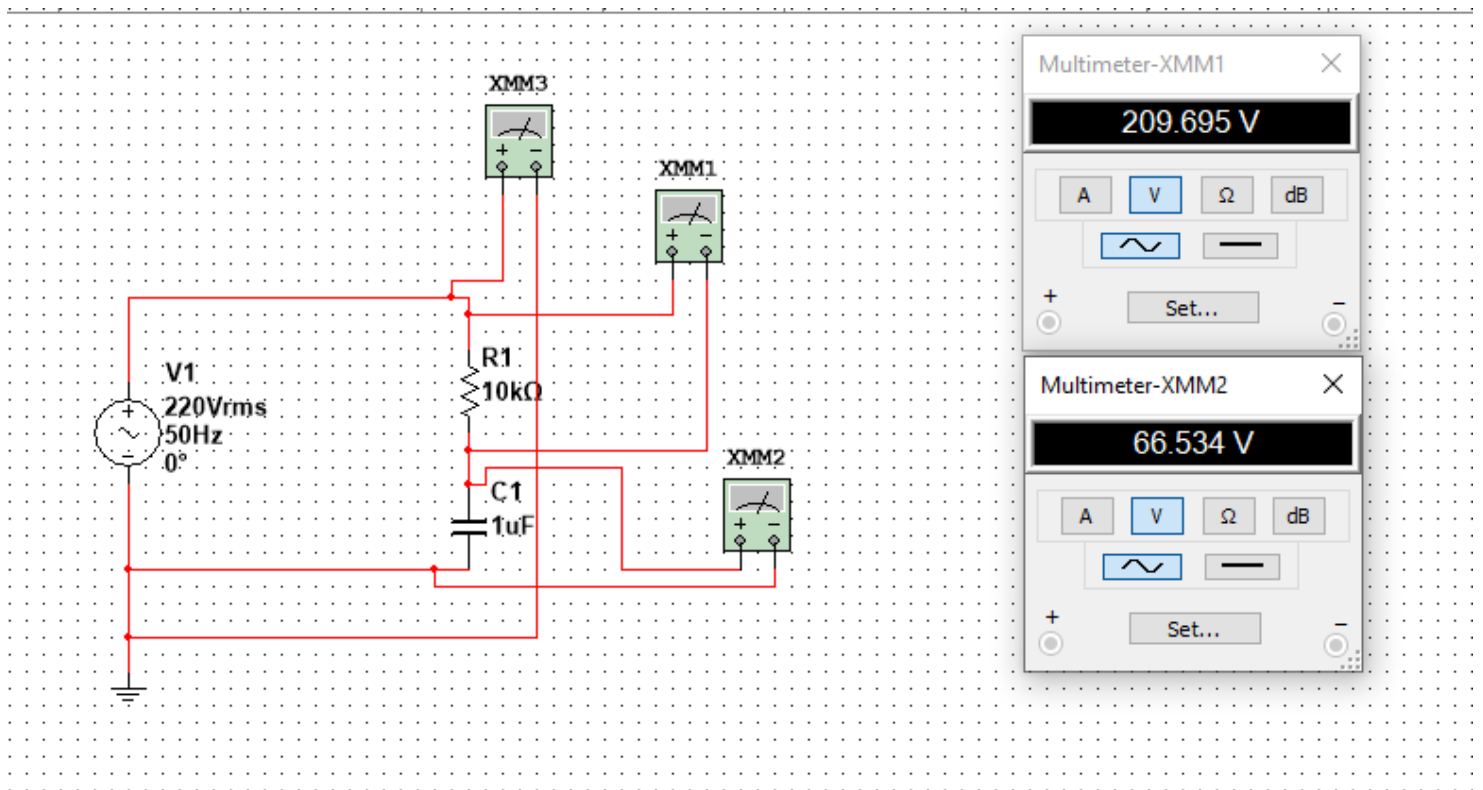 XMM3
+ −
XMM1
+ −
R1
10kΩ
V1
220Vrms
50Hz
0°
+
−
C1
1uF
XMM2
+ −
Multimeter-XMM1
209.695 V
A V Ω dB
+ −
Set...
Multimeter-XMM2
66.534 V
A V Ω dB
+ −
Set...